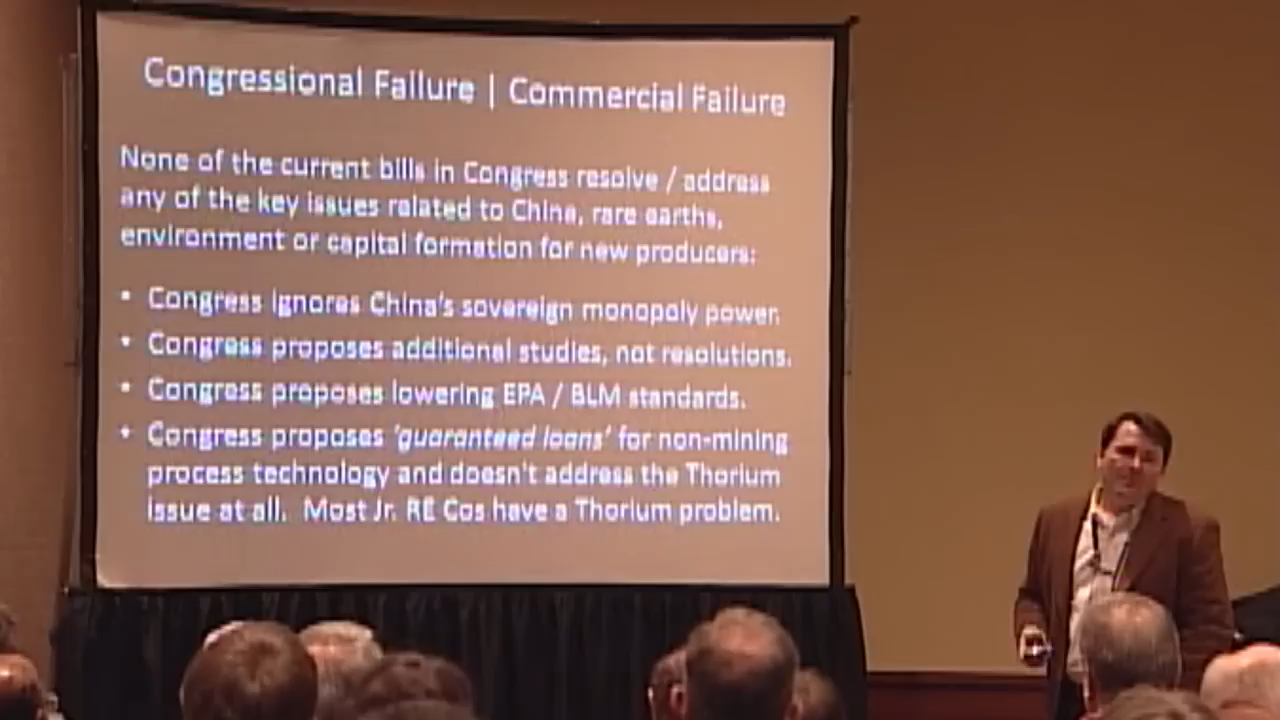 Congressional Failure | Commercial Failure
None of the current bills in Congress resolve / address
any of the key issues related to China, rare earths,
environment or capital formation for new producers:
• Congress ignores China's sovereign monopoly power.
• Congress proposes additional studies, not resolutions.
• Congress proposes lowering EPA / BLM standards.
• Congress proposes 'guaranteed loans' for non-mining
process technology and doesn't address the Thorium
issue at all. Most Jr. RE Cos have a Thorium problem.